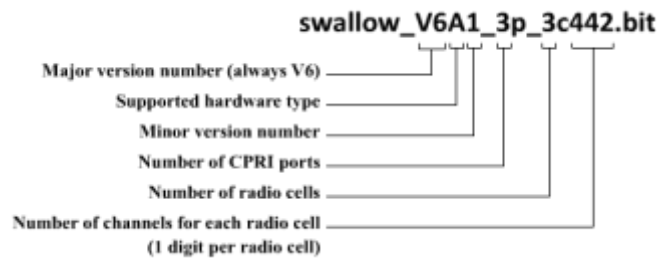 swallow_V6A1_3p_3c442.bit
Major version number (always V6)
Supported hardware type
Minor version number
Number of CPRI ports
Number of radio cells
Number of channels for each radio cell
(1 digit per radio cell)